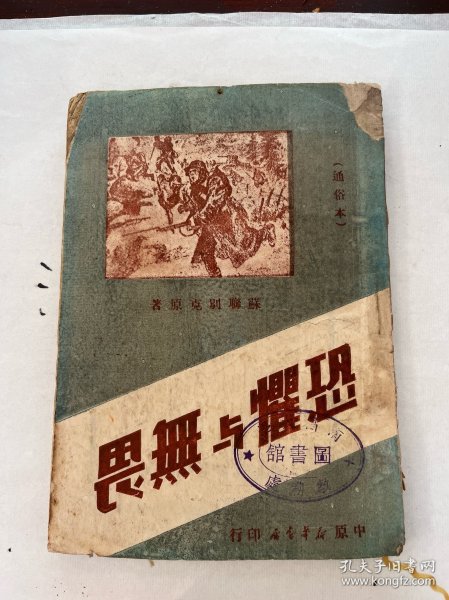 (通俗本)
蘇聯別克原著
恐懼与無畏
圖書館
中原新華書店印行
孔夫子旧书网
www.kongfz.com